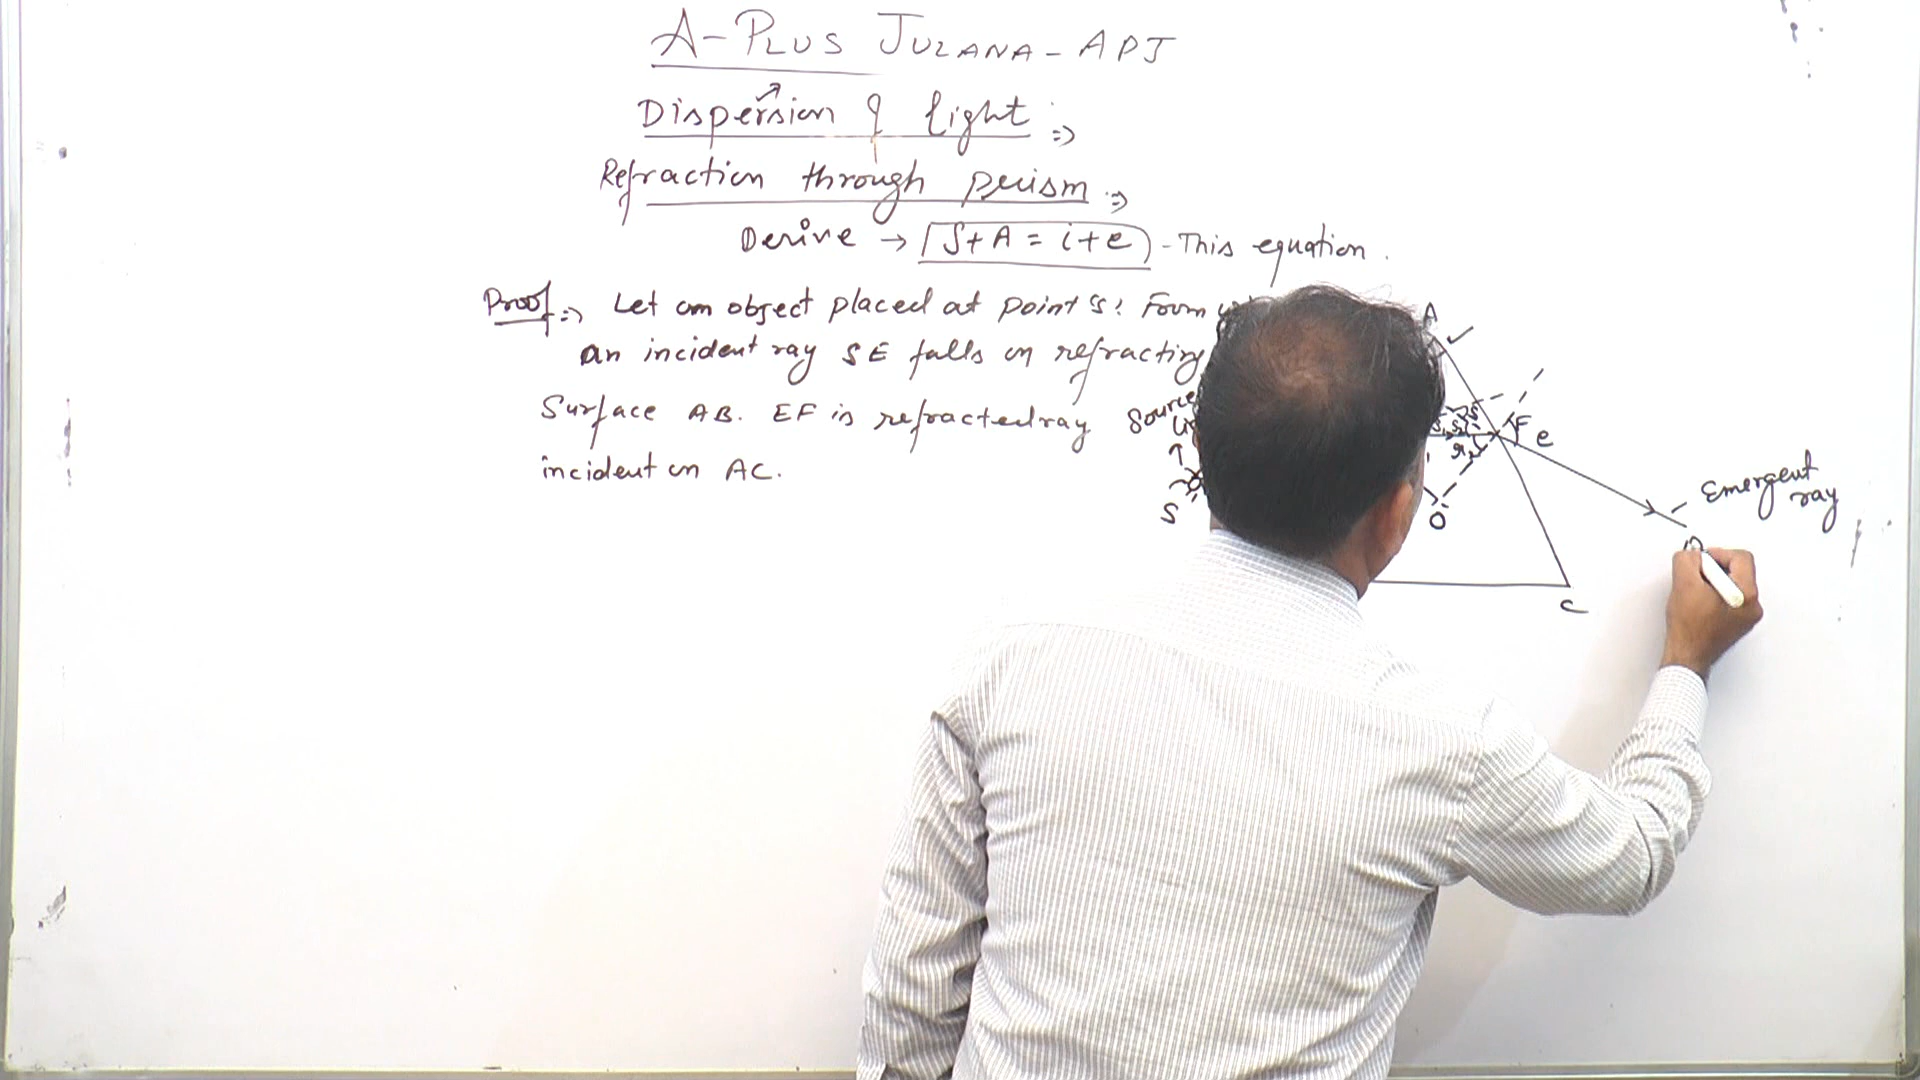 A-PLUS JULANA-APJ
Dispersion of light :⇒
Refraction through prism :⇒
Derive → δ+A = i+e - This equation.
Proof :⇒ Let an object placed at point 'S'. From
an incident ray SE falls on refracting
Surface AB. EF is refracted ray
incident on AC.
Source
S
A
F e
O
C
Emergent
ray